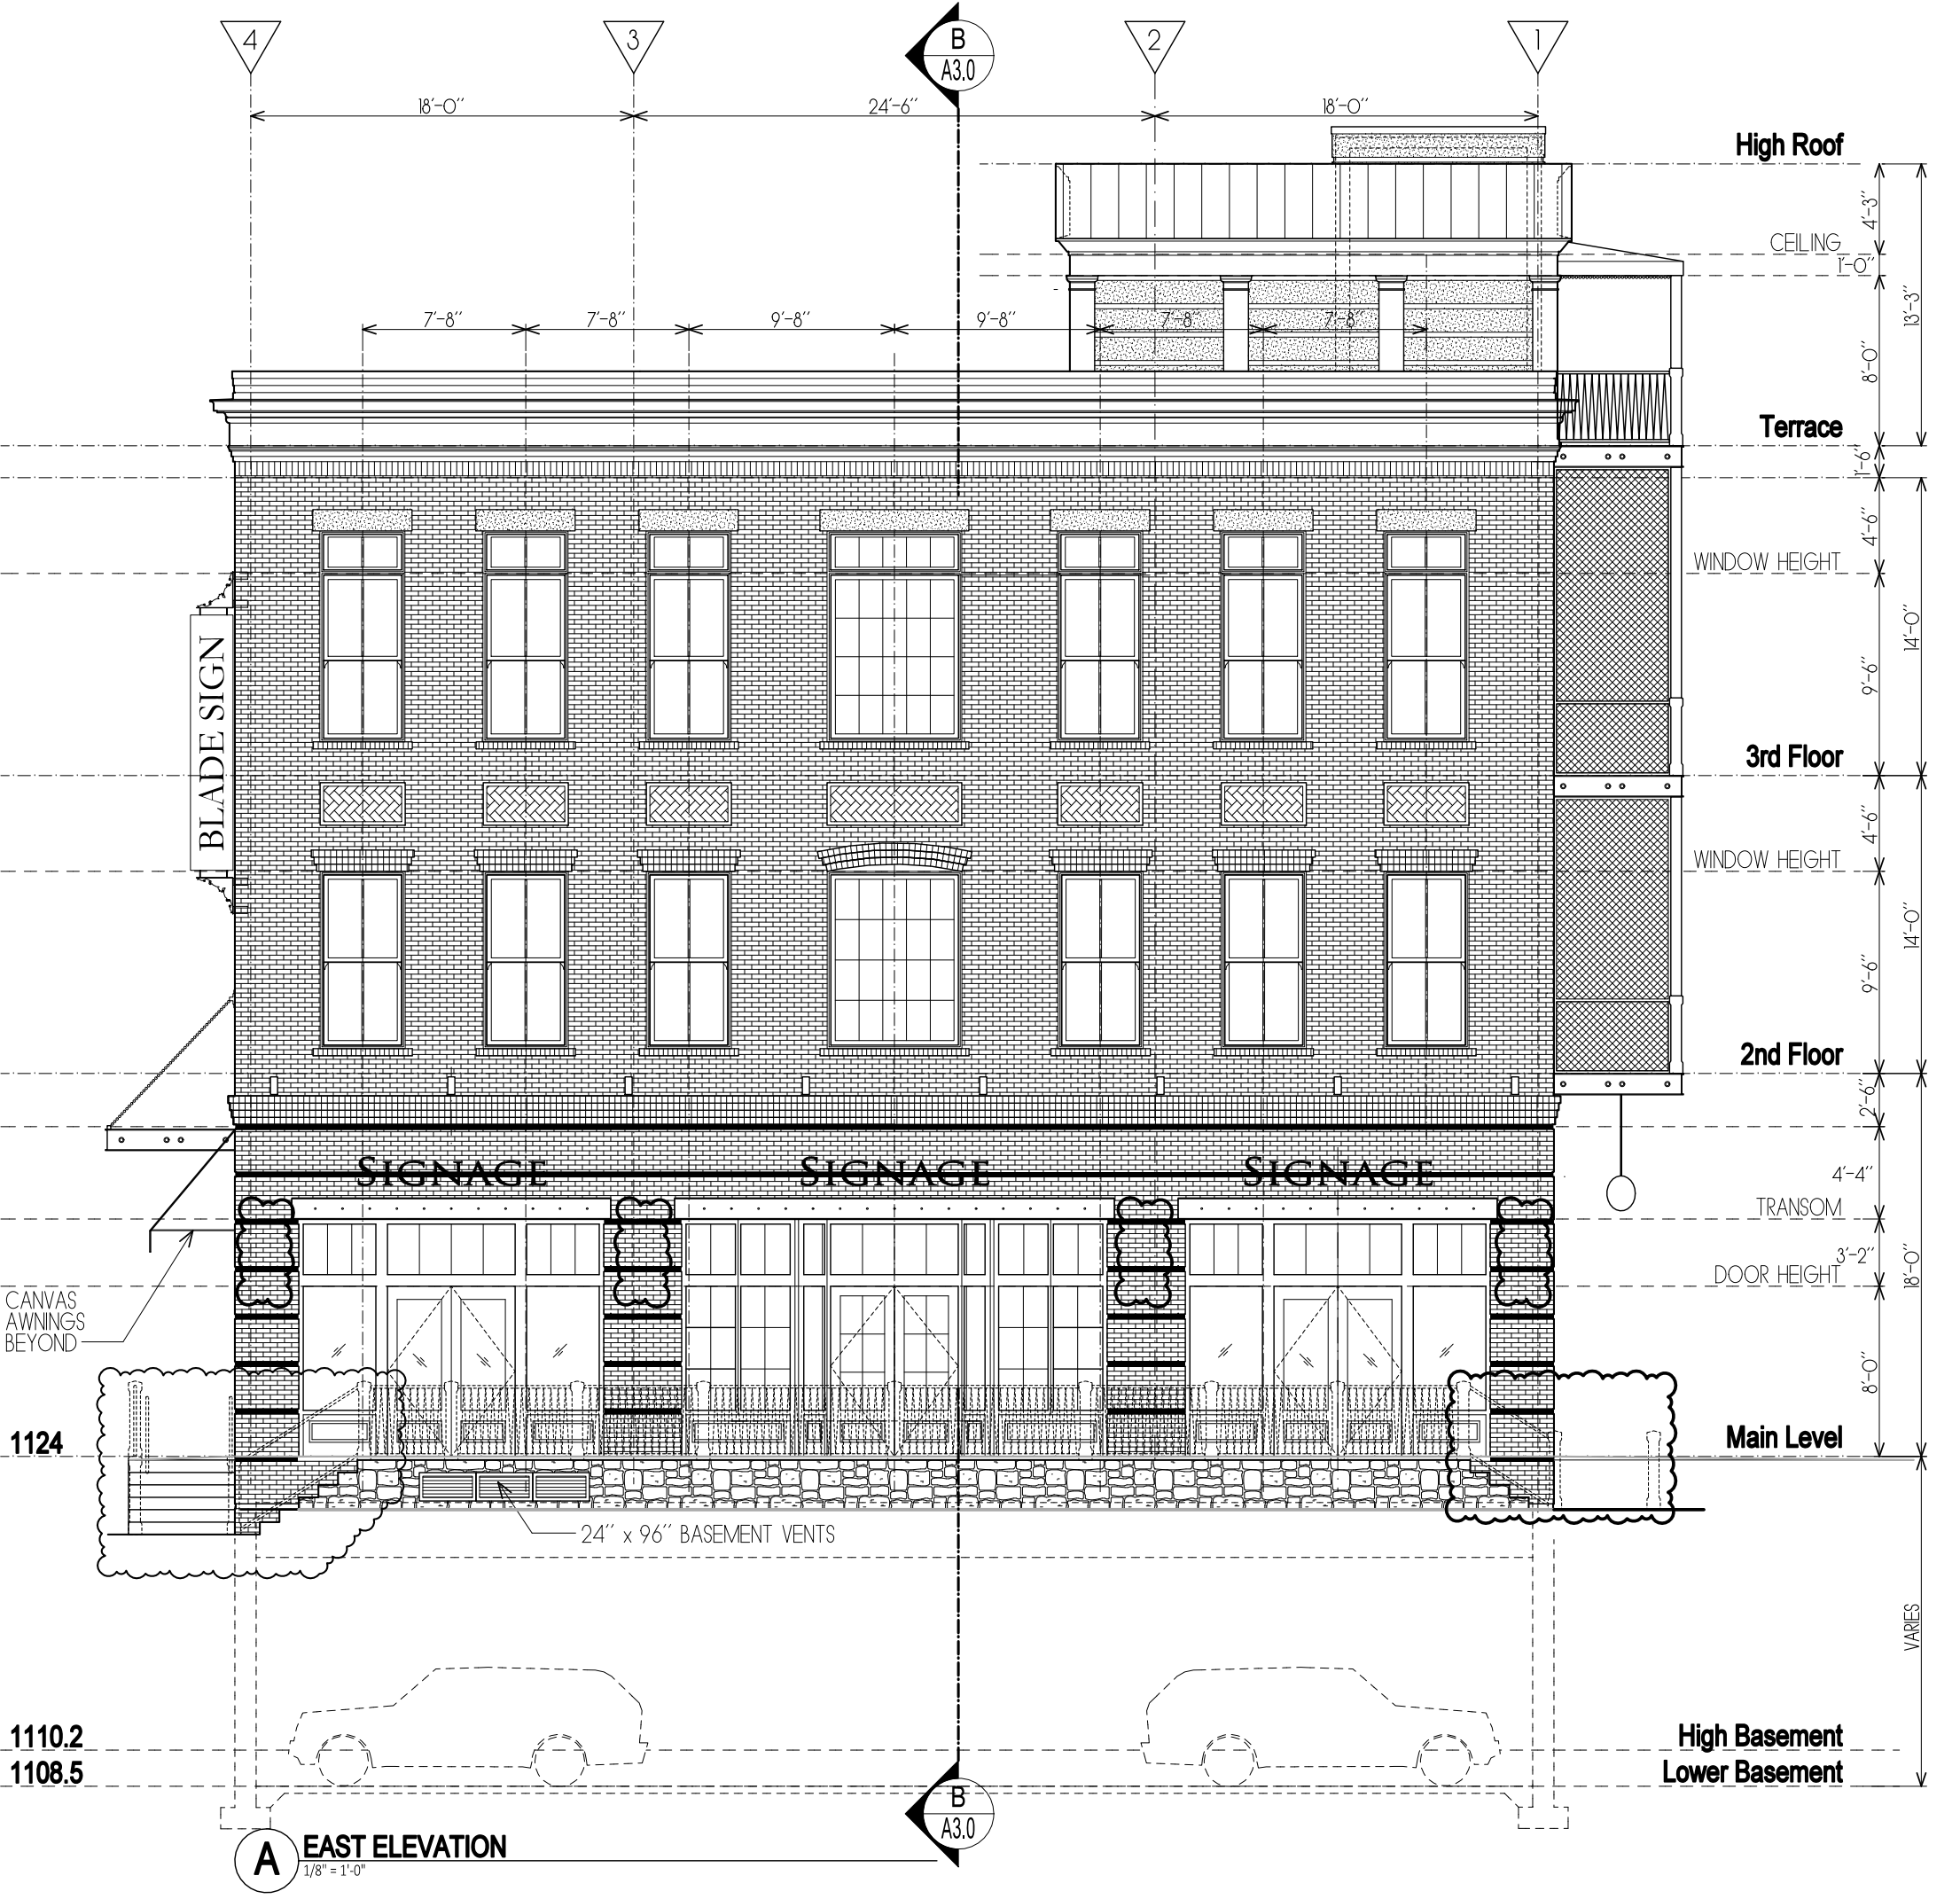 4
3
B
A3.0
2
1
18'-0"
24'-6"
18'-0"
High Roof
4'-3"
CEILING
1'-0"
7'-8"
7'-8"
9'-8"
9'-8"
7'-8"
7'-8"
13'-3"
8'-0"
Terrace
1'-6"
4'-6"
WINDOW HEIGHT
14'-0"
9'-6"
BLADE SIGN
3rd Floor
4'-6"
WINDOW HEIGHT
14'-0"
9'-6"
2nd Floor
2'-6"
SIGNAGE
SIGNAGE
SIGNAGE
4'-4"
TRANSOM
3'-2"
18'-0"
DOOR HEIGHT
CANVAS
AWNINGS
BEYOND
8'-0"
1124
Main Level
24" x 96" BASEMENT VENTS
VARIES
1110.2
High Basement
1108.5
Lower Basement
B
A3.0
A
EAST ELEVATION
1/8" = 1'-0"